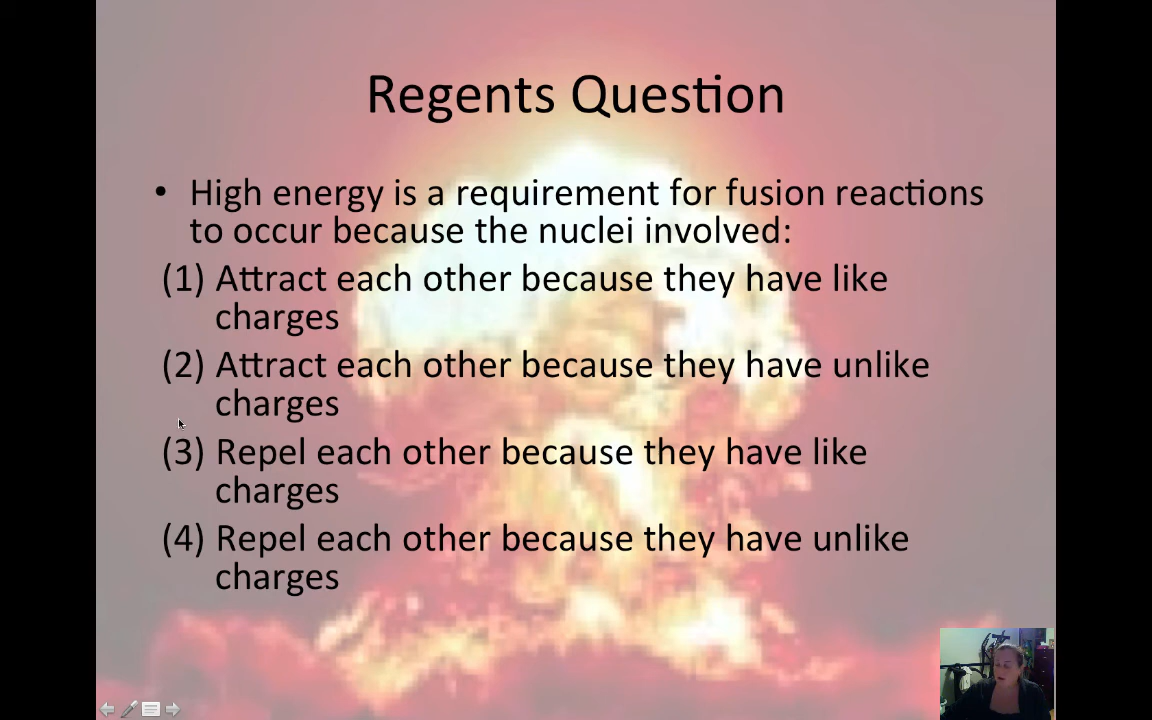 Regents Question
• High energy is a requirement for fusion reactions
to occur because the nuclei involved:
(1) Attract each other because they have like
charges
(2) Attract each other because they have unlike
charges
(3) Repel each other because they have like
charges
(4) Repel each other because they have unlike
charges